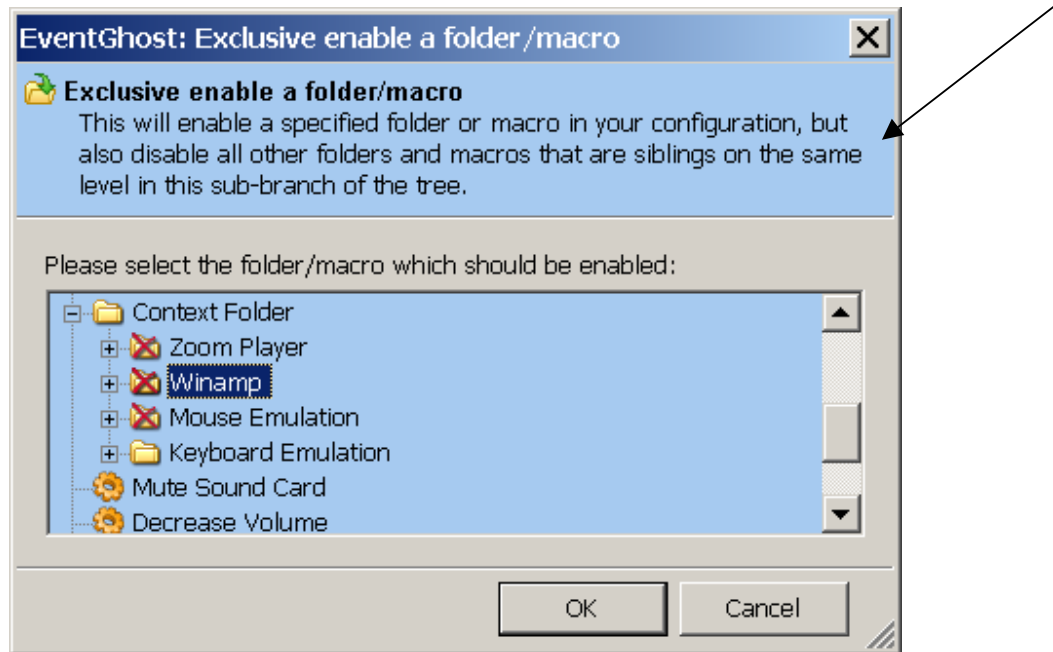 EventGhost: Exclusive enable a folder/macro
Exclusive enable a folder/macro
This will enable a specified folder or macro in your configuration, but
also disable all other folders and macros that are siblings on the same
level in this sub-branch of the tree.
Please select the folder/macro which should be enabled:
Context Folder
Zoom Player
Winamp
Mouse Emulation
Keyboard Emulation
Mute Sound Card
Decrease Volume
OK
Cancel